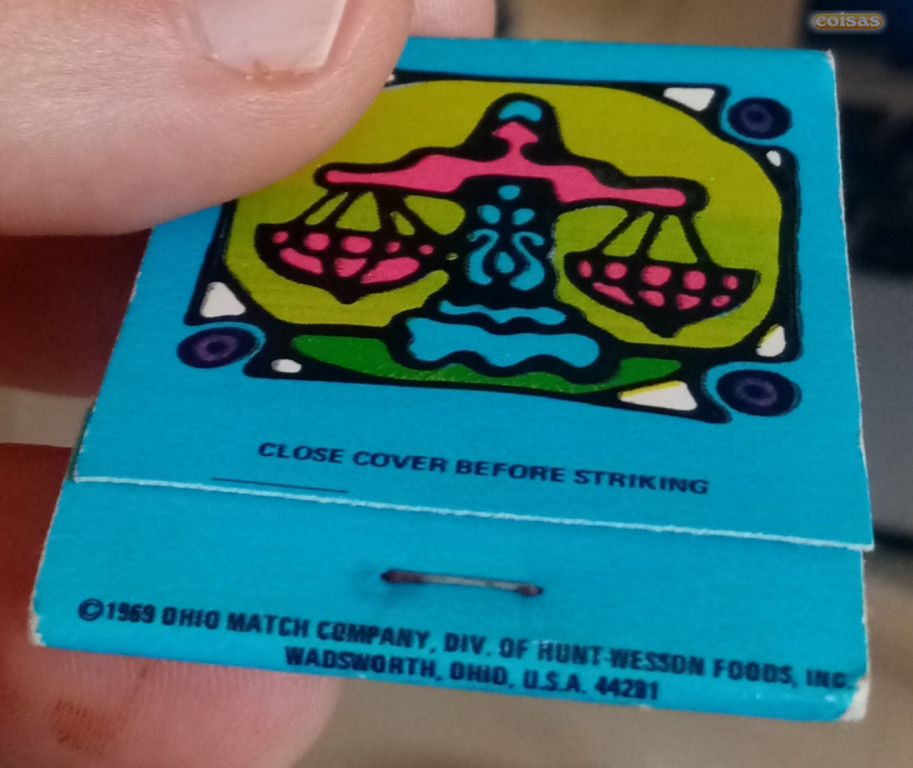 coisas
CLOSE COVER BEFORE STRIKING
©1969 OHIO MATCH COMPANY, DIV. OF HUNT-WESSON FOODS, INC.
WADSWORTH, OHIO, U.S.A. 44281